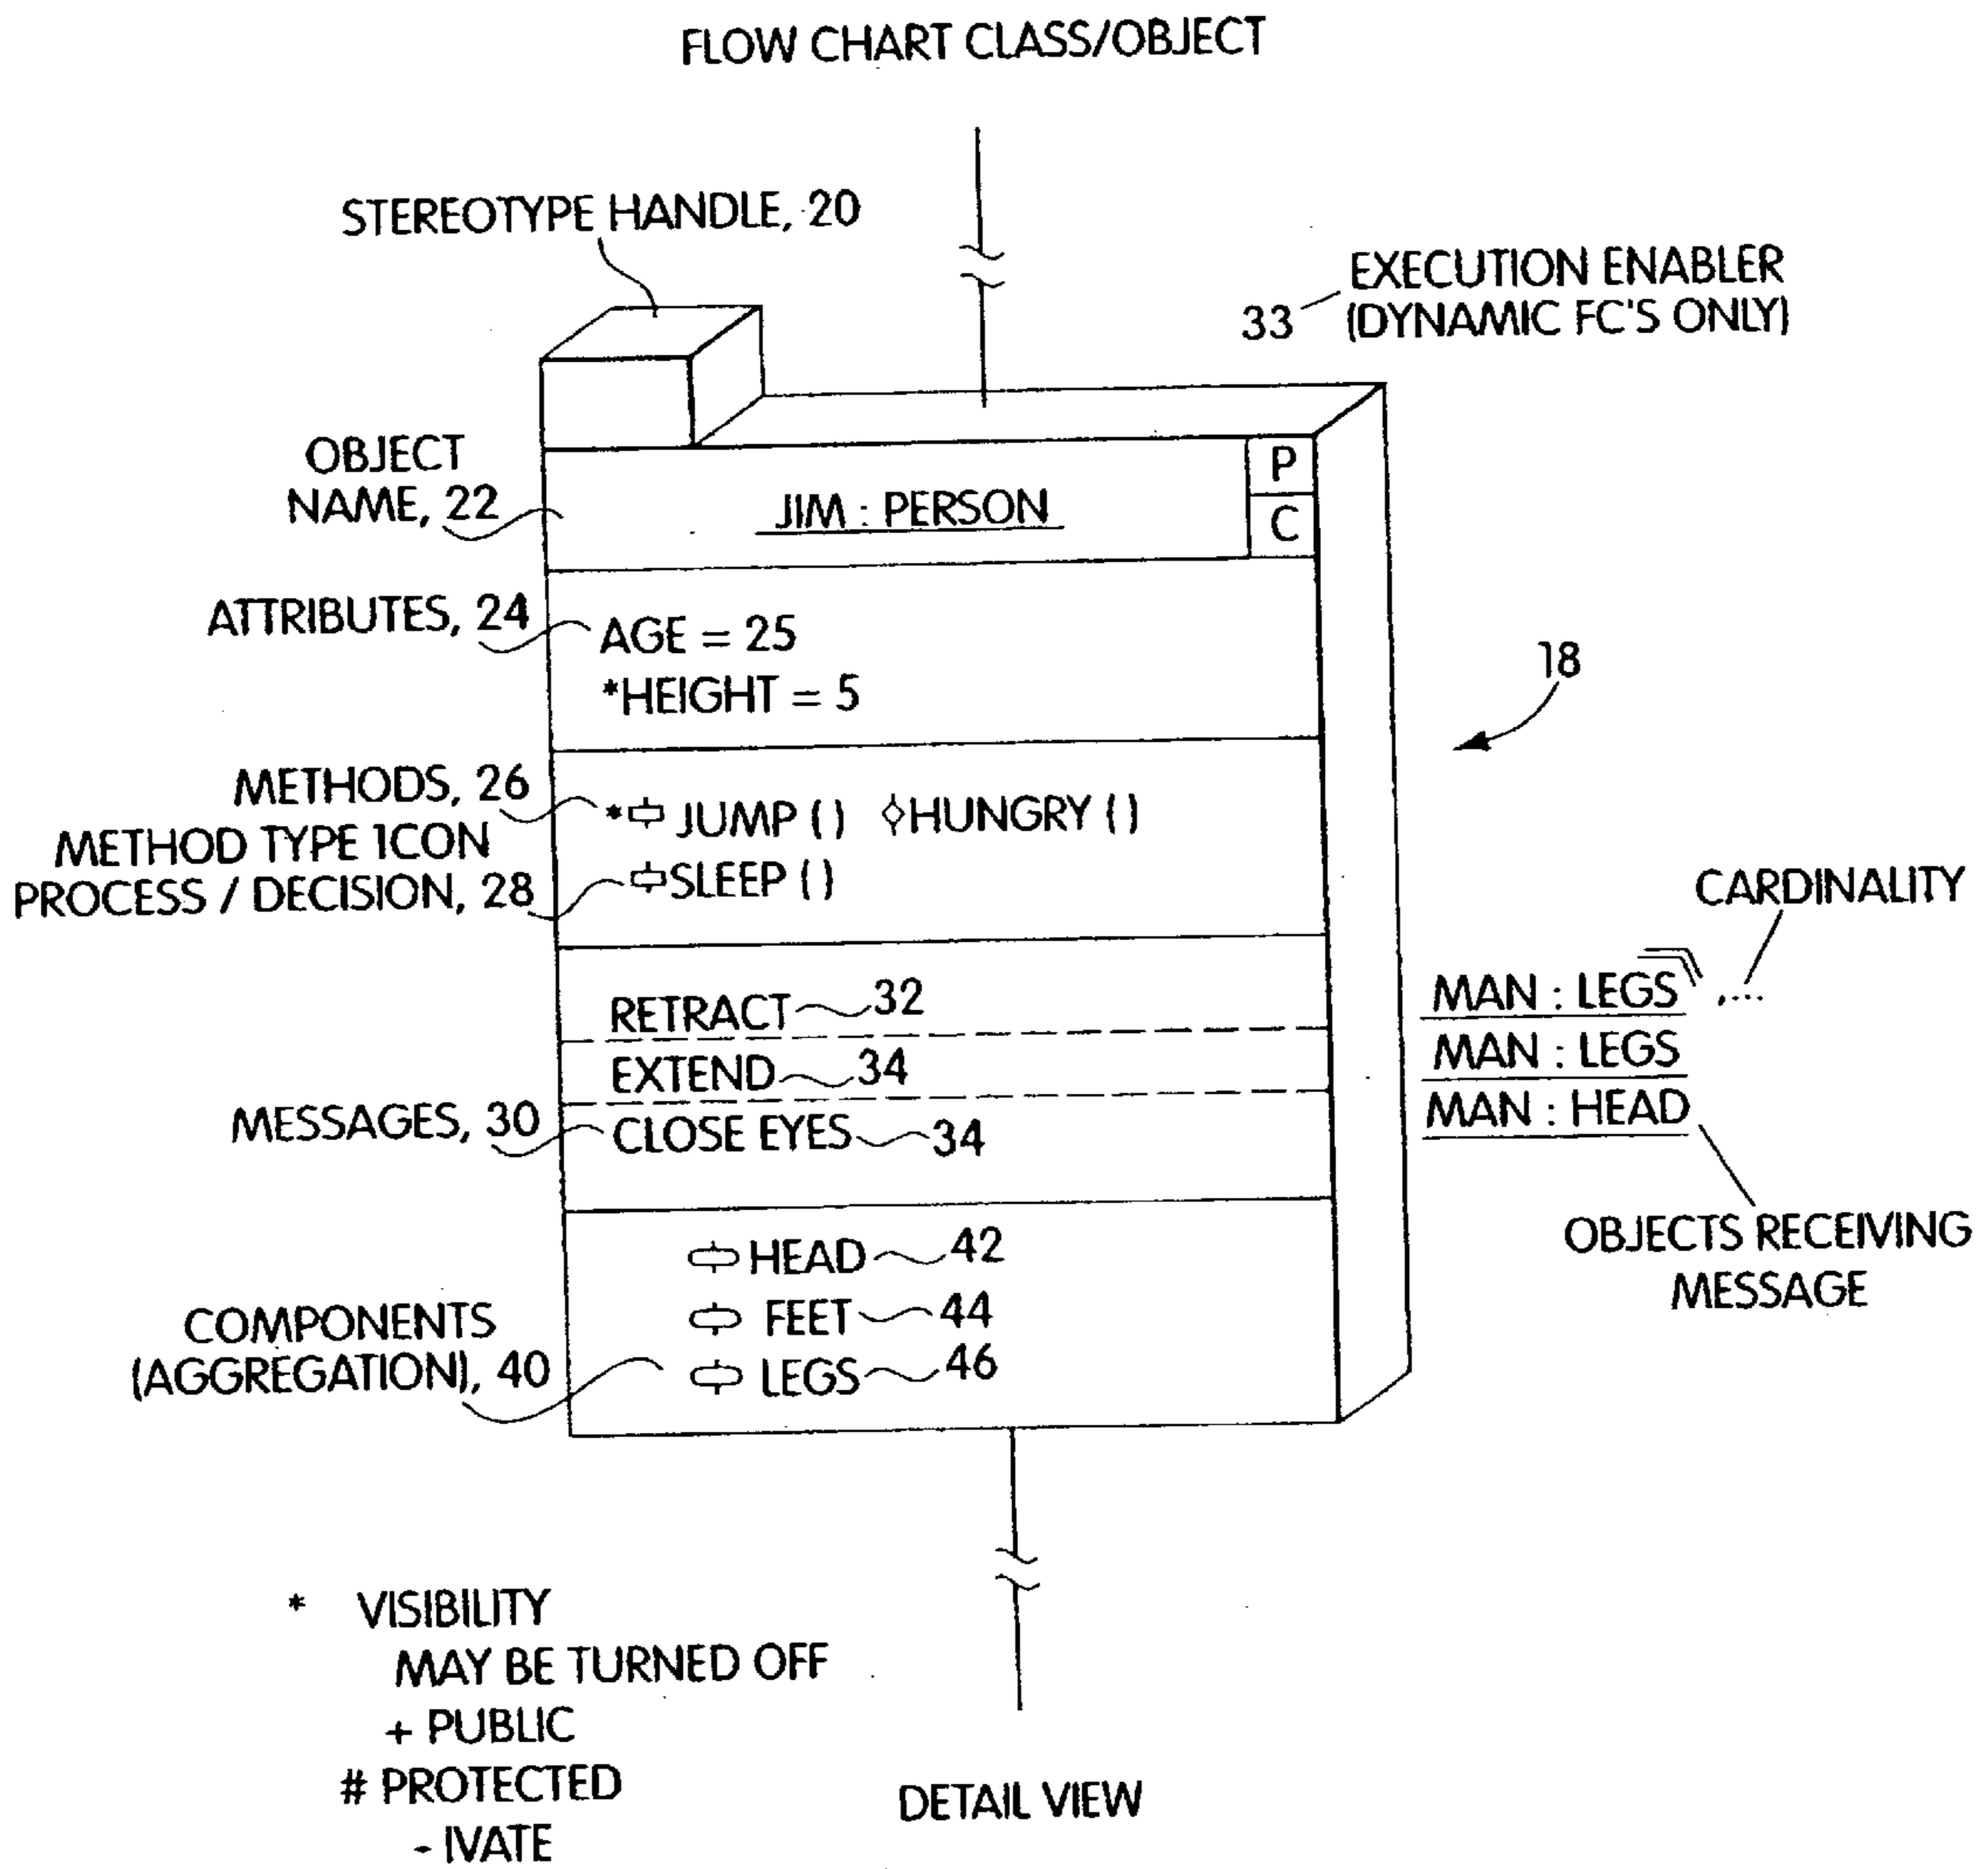 FLOW CHART CLASS/OBJECT
STEREOTYPE HANDLE, 20
EXECUTION ENABLER
33 (DYNAMIC FC'S ONLY)
OBJECT
NAME, 22
JIM : PERSON
P
C
ATTRIBUTES, 24
AGE = 25
*HEIGHT = 5
18
METHODS, 26
* JUMP ( ) HUNGRY ( )
METHOD TYPE ICON
PROCESS / DECISION, 28
SLEEP ( )
CARDINALITY
RETRACT 32
MAN : LEGS , ...
EXTEND 34
MAN : LEGS
MESSAGES, 30
CLOSE EYES 34
MAN : HEAD
OBJECTS RECEIVING
MESSAGE
HEAD 42
FEET 44
LEGS 46
COMPONENTS
(AGGREGATION), 40
* VISIBILITY
MAY BE TURNED OFF
+ PUBLIC
# PROTECTED
- IVATE
DETAIL VIEW